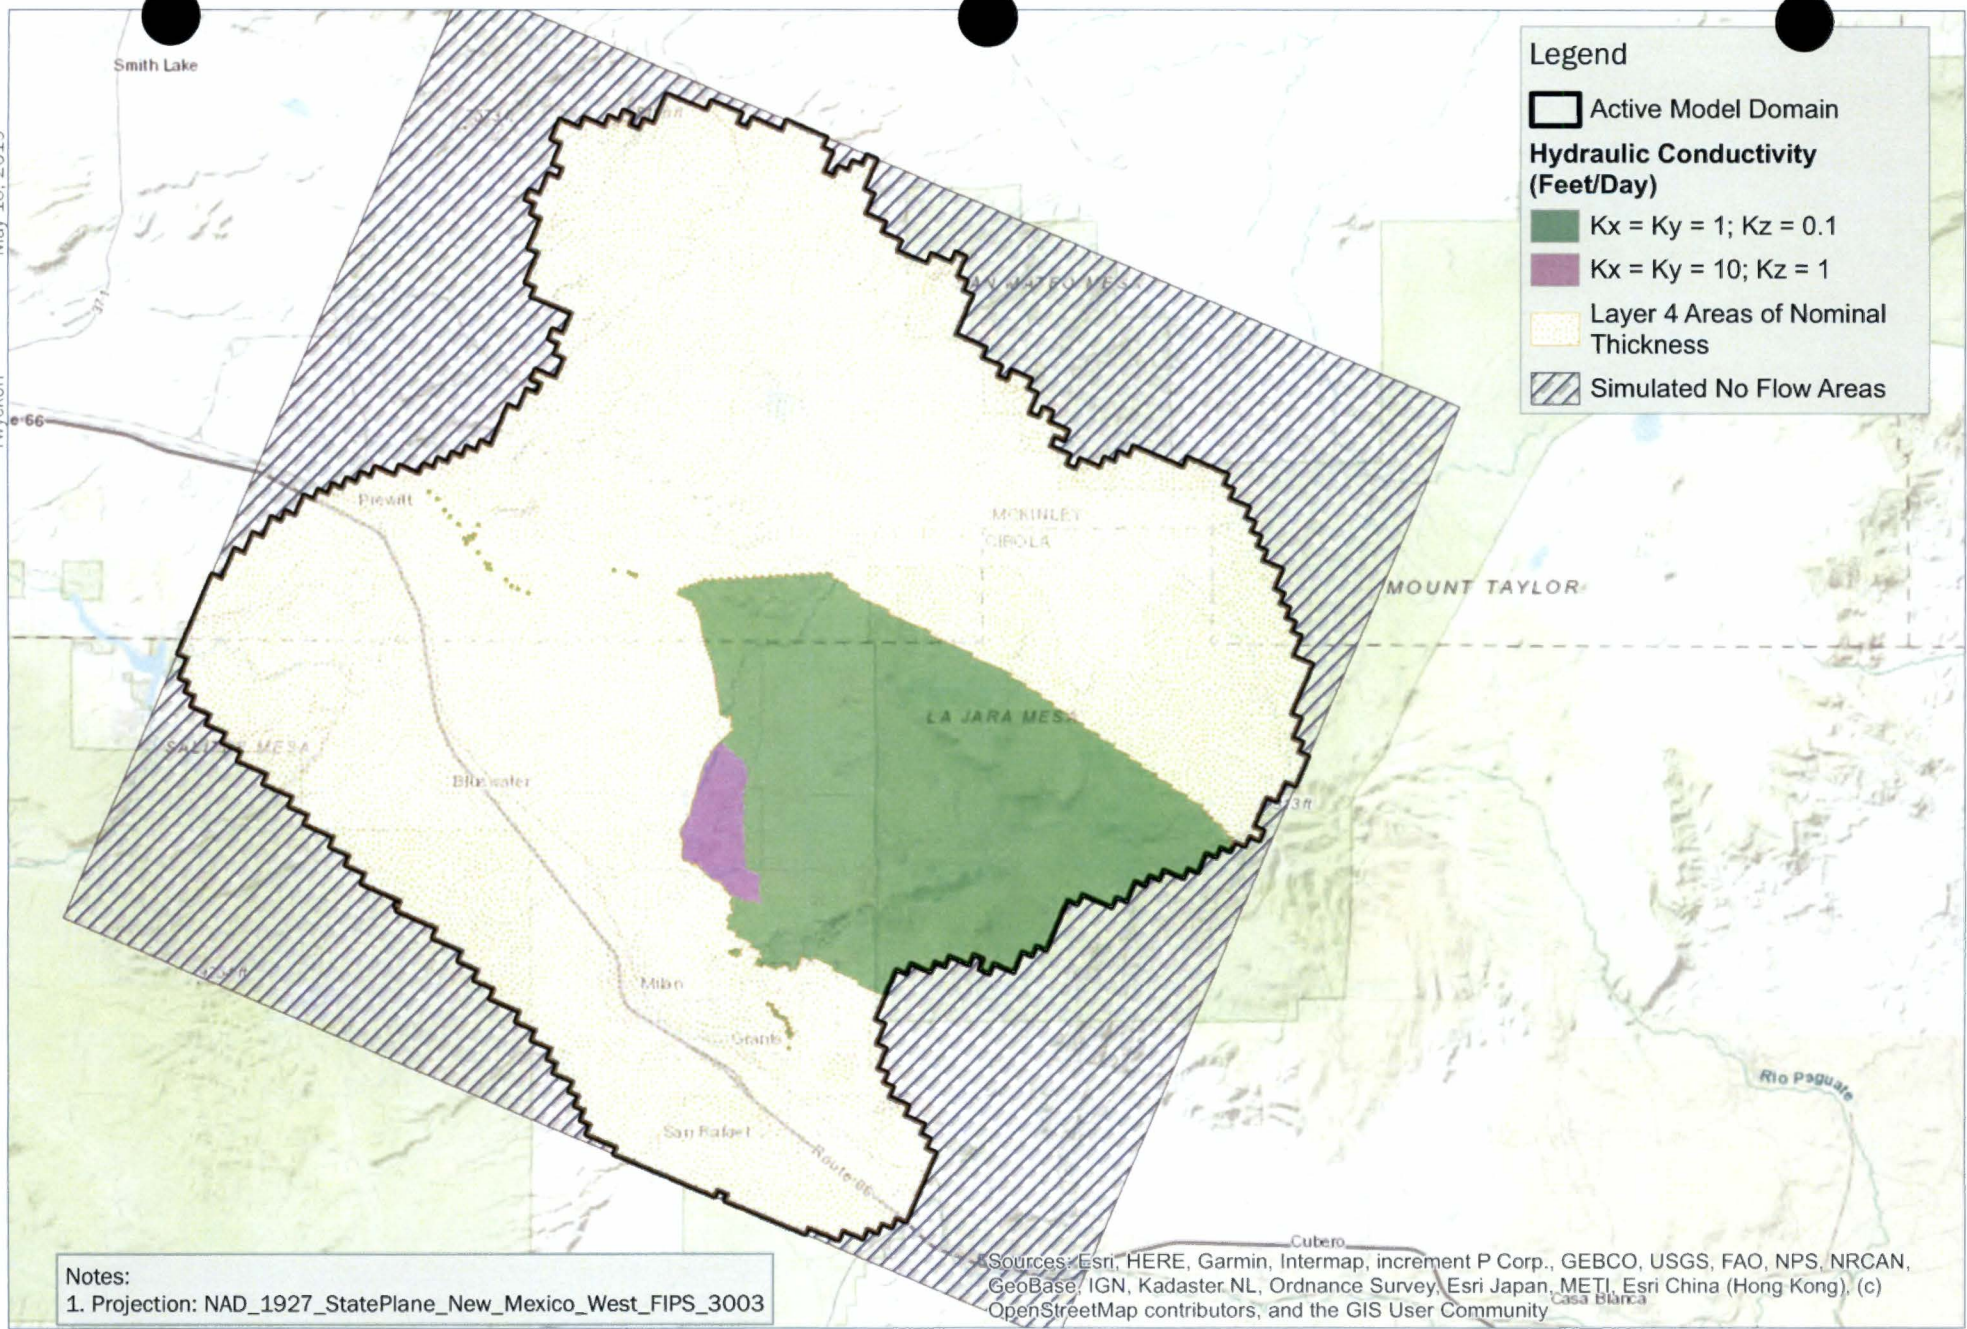 Smith Lake
Legend
Active Model Domain
Hydraulic Conductivity
(Feet/Day)
Kx = Ky = 1; Kz = 0.1
Kx = Ky = 10; Kz = 1
Layer 4 Areas of Nominal
Thickness
Simulated No Flow Areas
371
e 66
Prewitt
MCKINLEY
CIBOLA
MOUNT TAYLOR
LA JARA MESA
Bluewater
Milan
Grants
San Rafael
Route 66
Rio Paguate
Cubero
Casa Blanca
Notes:
1. Projection: NAD_1927_StatePlane_New_Mexico_West_FIPS_3003
Sources: Esri, HERE, Garmin, Intermap, increment P Corp., GEBCO, USGS, FAO, NPS, NRCAN,
GeoBase, IGN, Kadaster NL, Ordnance Survey, Esri Japan, METI, Esri China (Hong Kong), (c)
OpenStreetMap contributors, and the GIS User Community